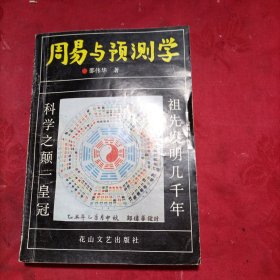 周易与预测学
邵伟华 著
祖先发明几千年
科学之颠一皇冠
花山文艺出版社